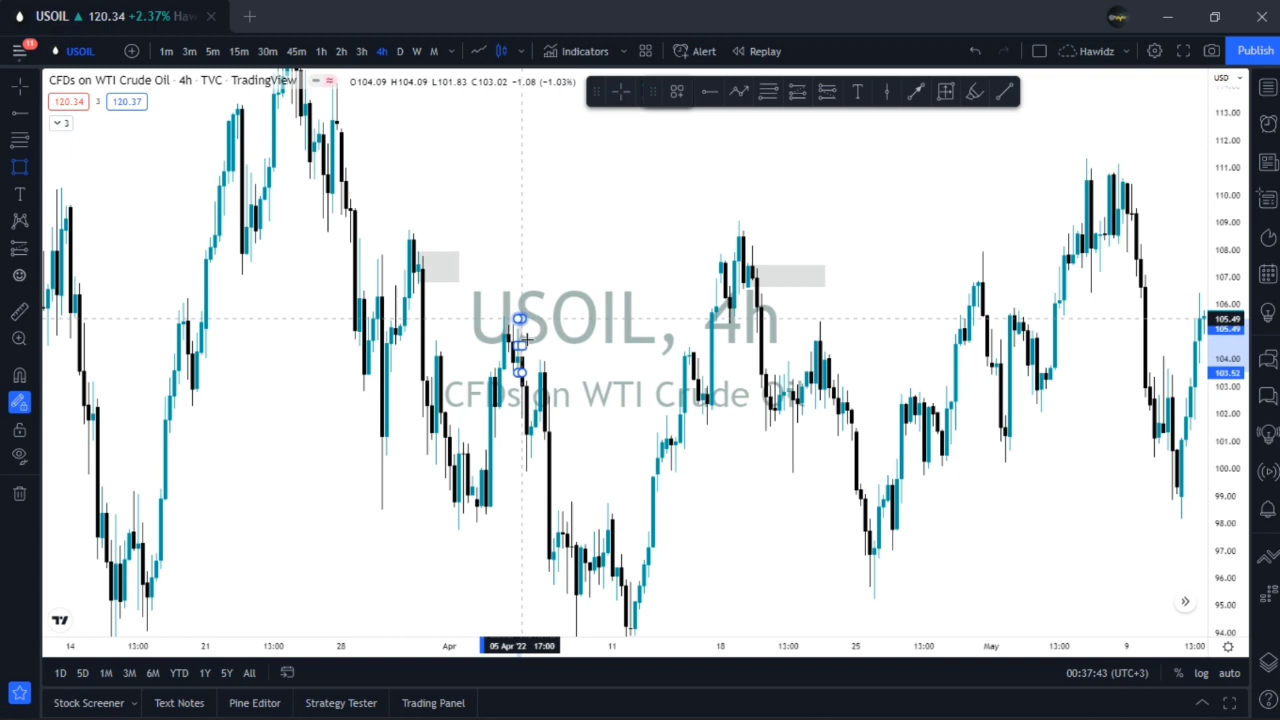 USOIL ▲ 120.34 +2.37% Haw
11 USOIL 1m 3m 5m 15m 30m 45m 1h 2h 3h 4h D W M Indicators Alert Replay Hawidz Publish
CFDs on WTI Crude Oil · 4h · TVC · TradingView O104.09 H104.09 L101.83 C103.02 −1.08 (−1.03%) USD
120.34 3 120.37
3
113.00
112.00
111.00
110.00
109.00
108.00
107.00
106.00
105.49
105.49
104.00
103.52
103.00
102.00
101.00
100.00
99.00
98.00
97.00
96.00
95.00
94.00
USOIL, 4h
CFDs on WTI Crude Oil
14 13:00 21 13:00 28 Apr 05 Apr '22 17:00 11 18 13:00 25 13:00 May 13:00 9 13:00
1D 5D 1M 3M 6M YTD 1Y 5Y All 00:37:43 (UTC+3) % log auto
Stock Screener Text Notes Pine Editor Strategy Tester Trading Panel